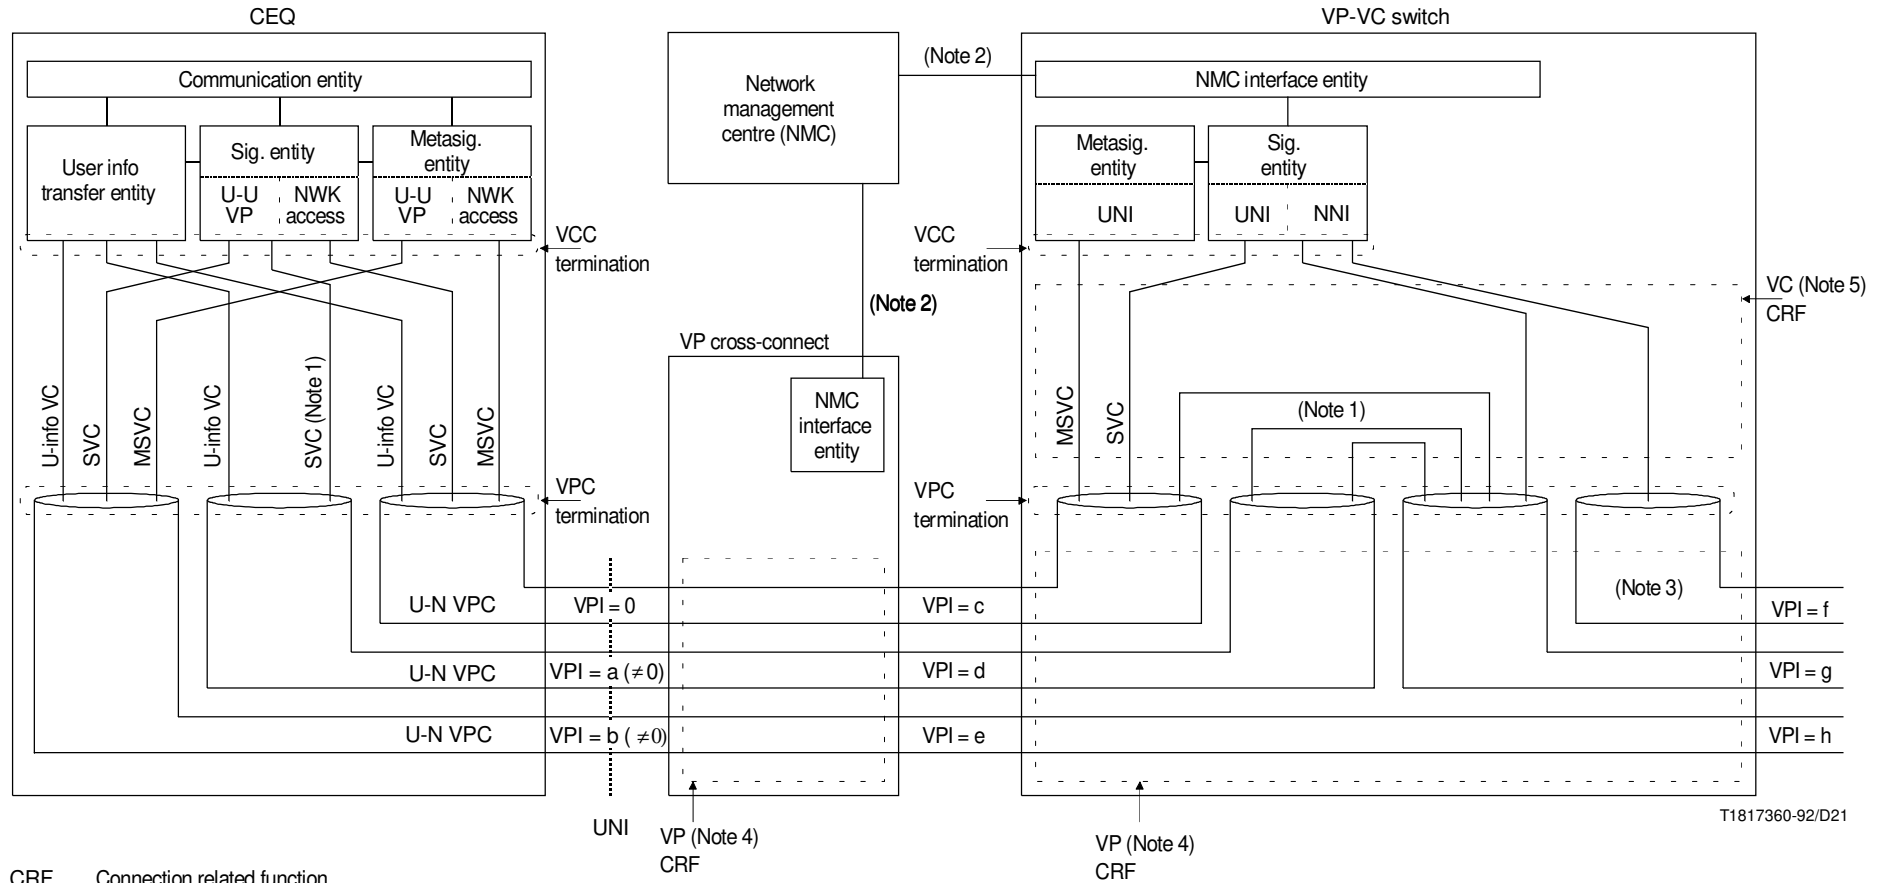 CEQ
VP-VC switch
Communication entity
User info
transfer entity
Sig. entity
U-U
VP
NWK
access
Metasig.
entity
U-U
VP
NWK
access
VCC
termination
U-info VC
SVC
MSVC
U-info VC
SVC (Note 1)
U-info VC
SVC
MSVC
VPC
termination
Network
management
centre (NMC)
(Note 2)
(Note 2)
VP cross-connect
NMC
interface
entity
NMC interface entity
Metasig.
entity
UNI
Sig.
entity
UNI
NNI
VCC
termination
VC (Note 5)
CRF
MSVC
SVC
(Note 1)
VPC
termination
(Note 3)
U-N VPC
VPI = 0
VPI = c
VPI = f
U-N VPC
VPI = a (≠0)
VPI = d
VPI = g
U-N VPC
VPI = b ( ≠0)
VPI = e
VPI = h
UNI
VP (Note 4)
CRF
VP (Note 4)
CRF
T1817360-92/D21
CRF Connection related function